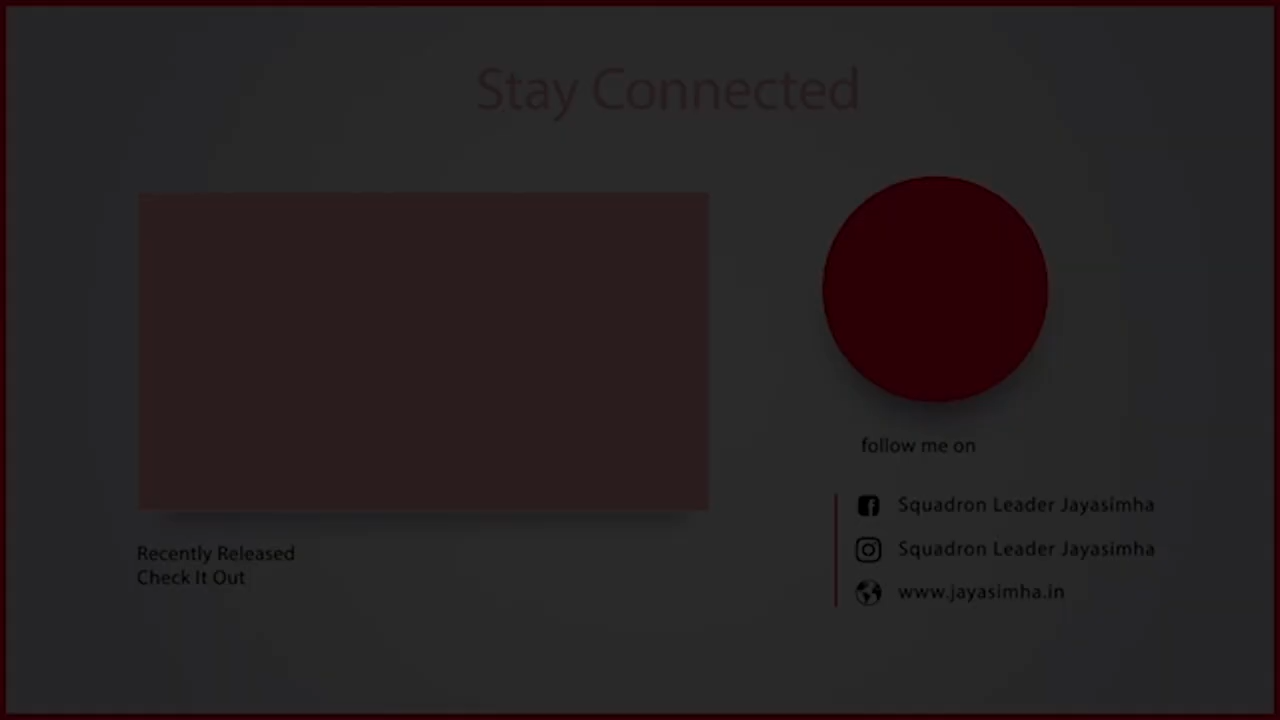 Stay Connected
Recently Released
Check It Out
follow me on
Squadron Leader Jayasimha
Squadron Leader Jayasimha
www.jayasimha.in